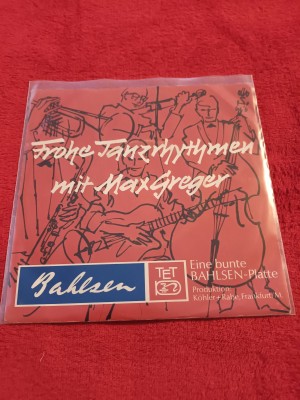 Frohe Tanzrhythmen
mit Max Greger
Bahlsen
TET
Eine bunte
BAHLSEN-Platte
Produktion
Köhler + Rahe, Frankfurt/M.